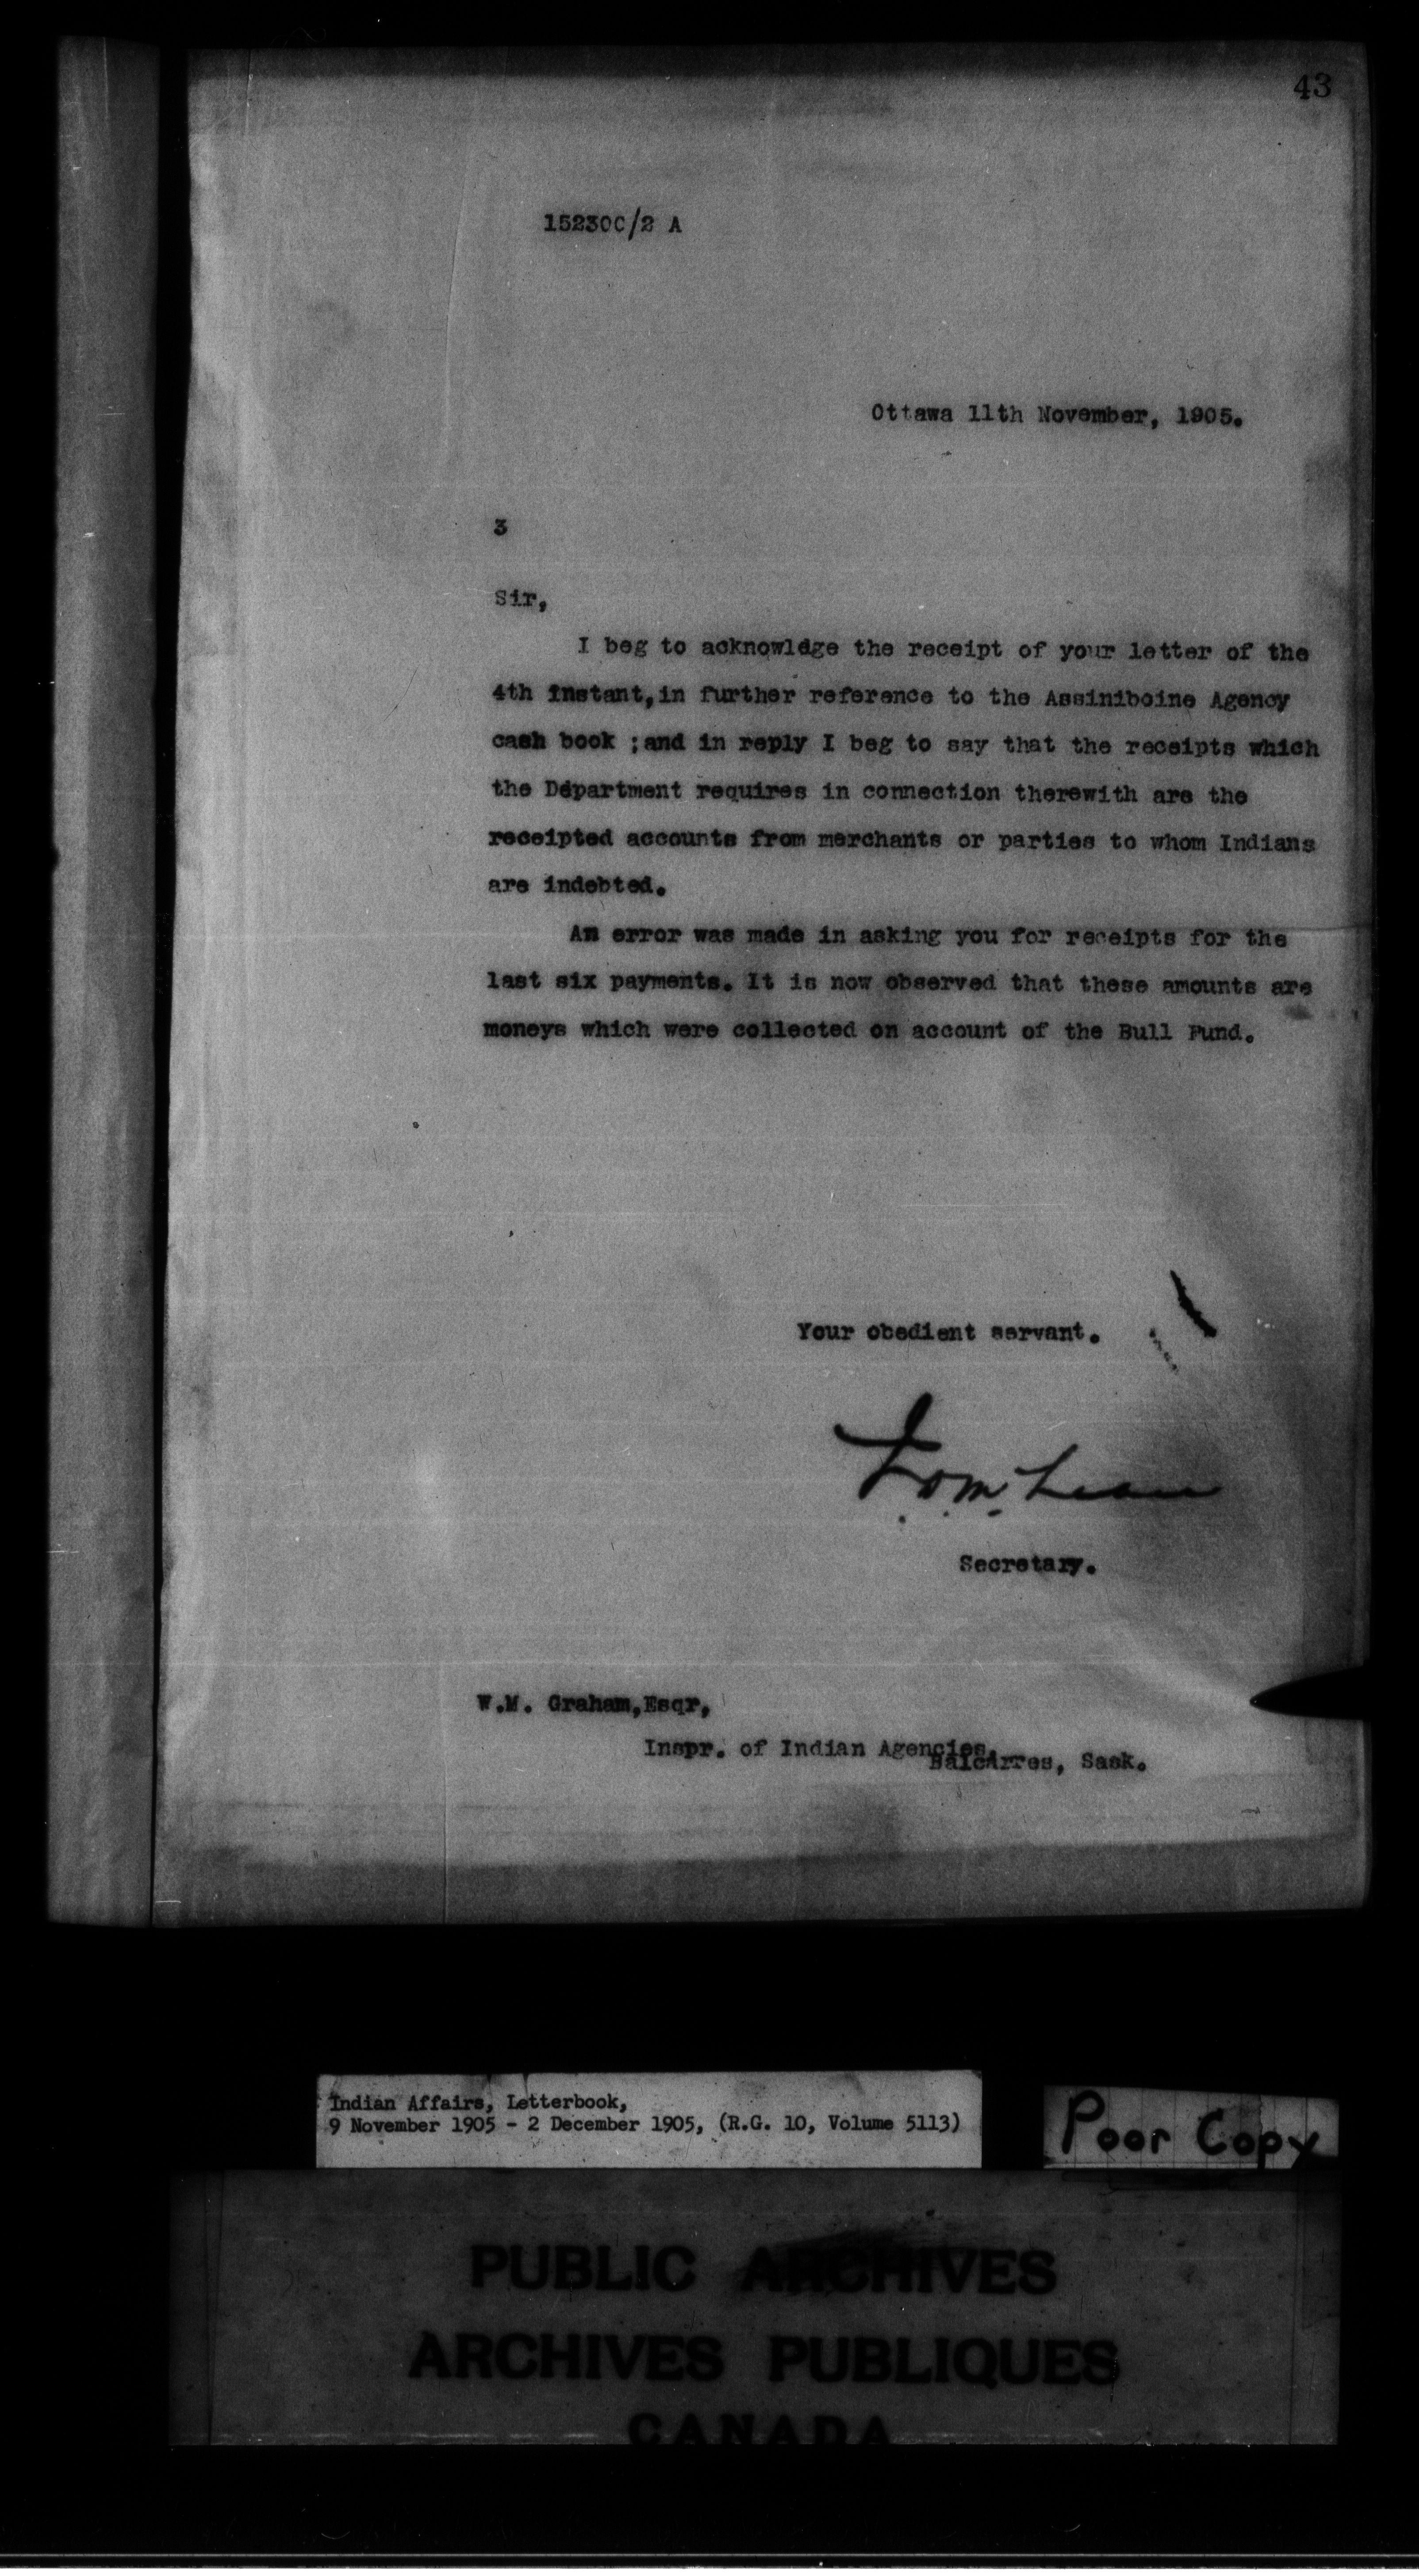 43
15230C/2 A
Ottawa 11th November, 1905.
3
Sir,
I beg to acknowldge the receipt of your letter of the
4th instant,in further reference to the Assiniboine Agency
cash book ;and in reply I beg to say that the receipts which
the Department requires in connection therewith are the
receipted accounts from merchants or parties to whom Indians
are indebted.
An error was made in asking you for receipts for the
last six payments. It is now observed that these amounts are
moneys which were collected on account of the Bull Fund.
Your obedient servant.
Secretary.
W.M. Graham,Esqr,
Inspr. of Indian Agencies,
Balcarres, Sask.
Indian Affairs, Letterbook,
9 November 1905 - 2 December 1905, (R.G. 10, Volume 5113)
Poor Copy
PUBLIC ARCHIVES
ARCHIVES PUBLIQUES
CANADA